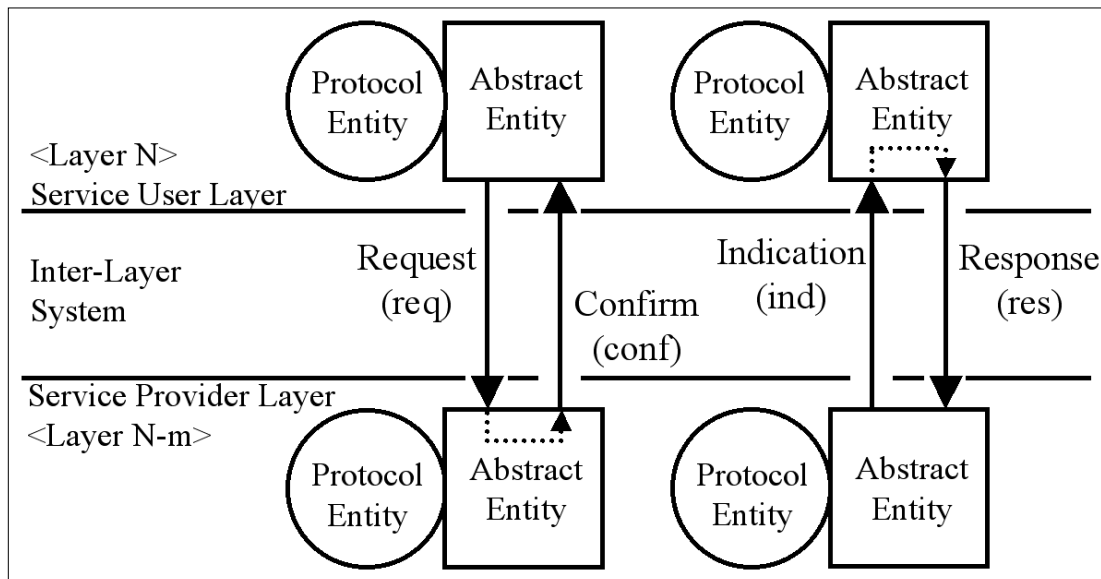 Protocol
Entity
Abstract
Entity
Protocol
Entity
Abstract
Entity
<Layer N>
Service User Layer
Inter-Layer
System
Request
(req)
Confirm
(conf)
Indication
(ind)
Response
(res)
Service Provider Layer
<Layer N-m>
Protocol
Entity
Abstract
Entity
Protocol
Entity
Abstract
Entity